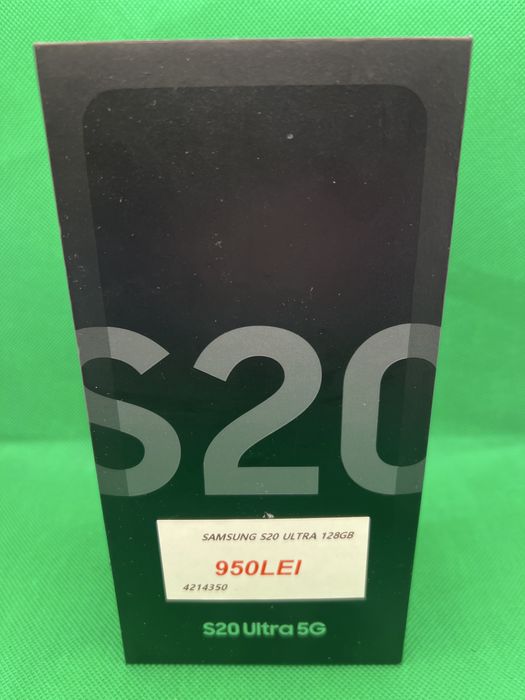 S20
SAMSUNG S20 ULTRA 128GB
950LEI
4214350
S20 Ultra 5G